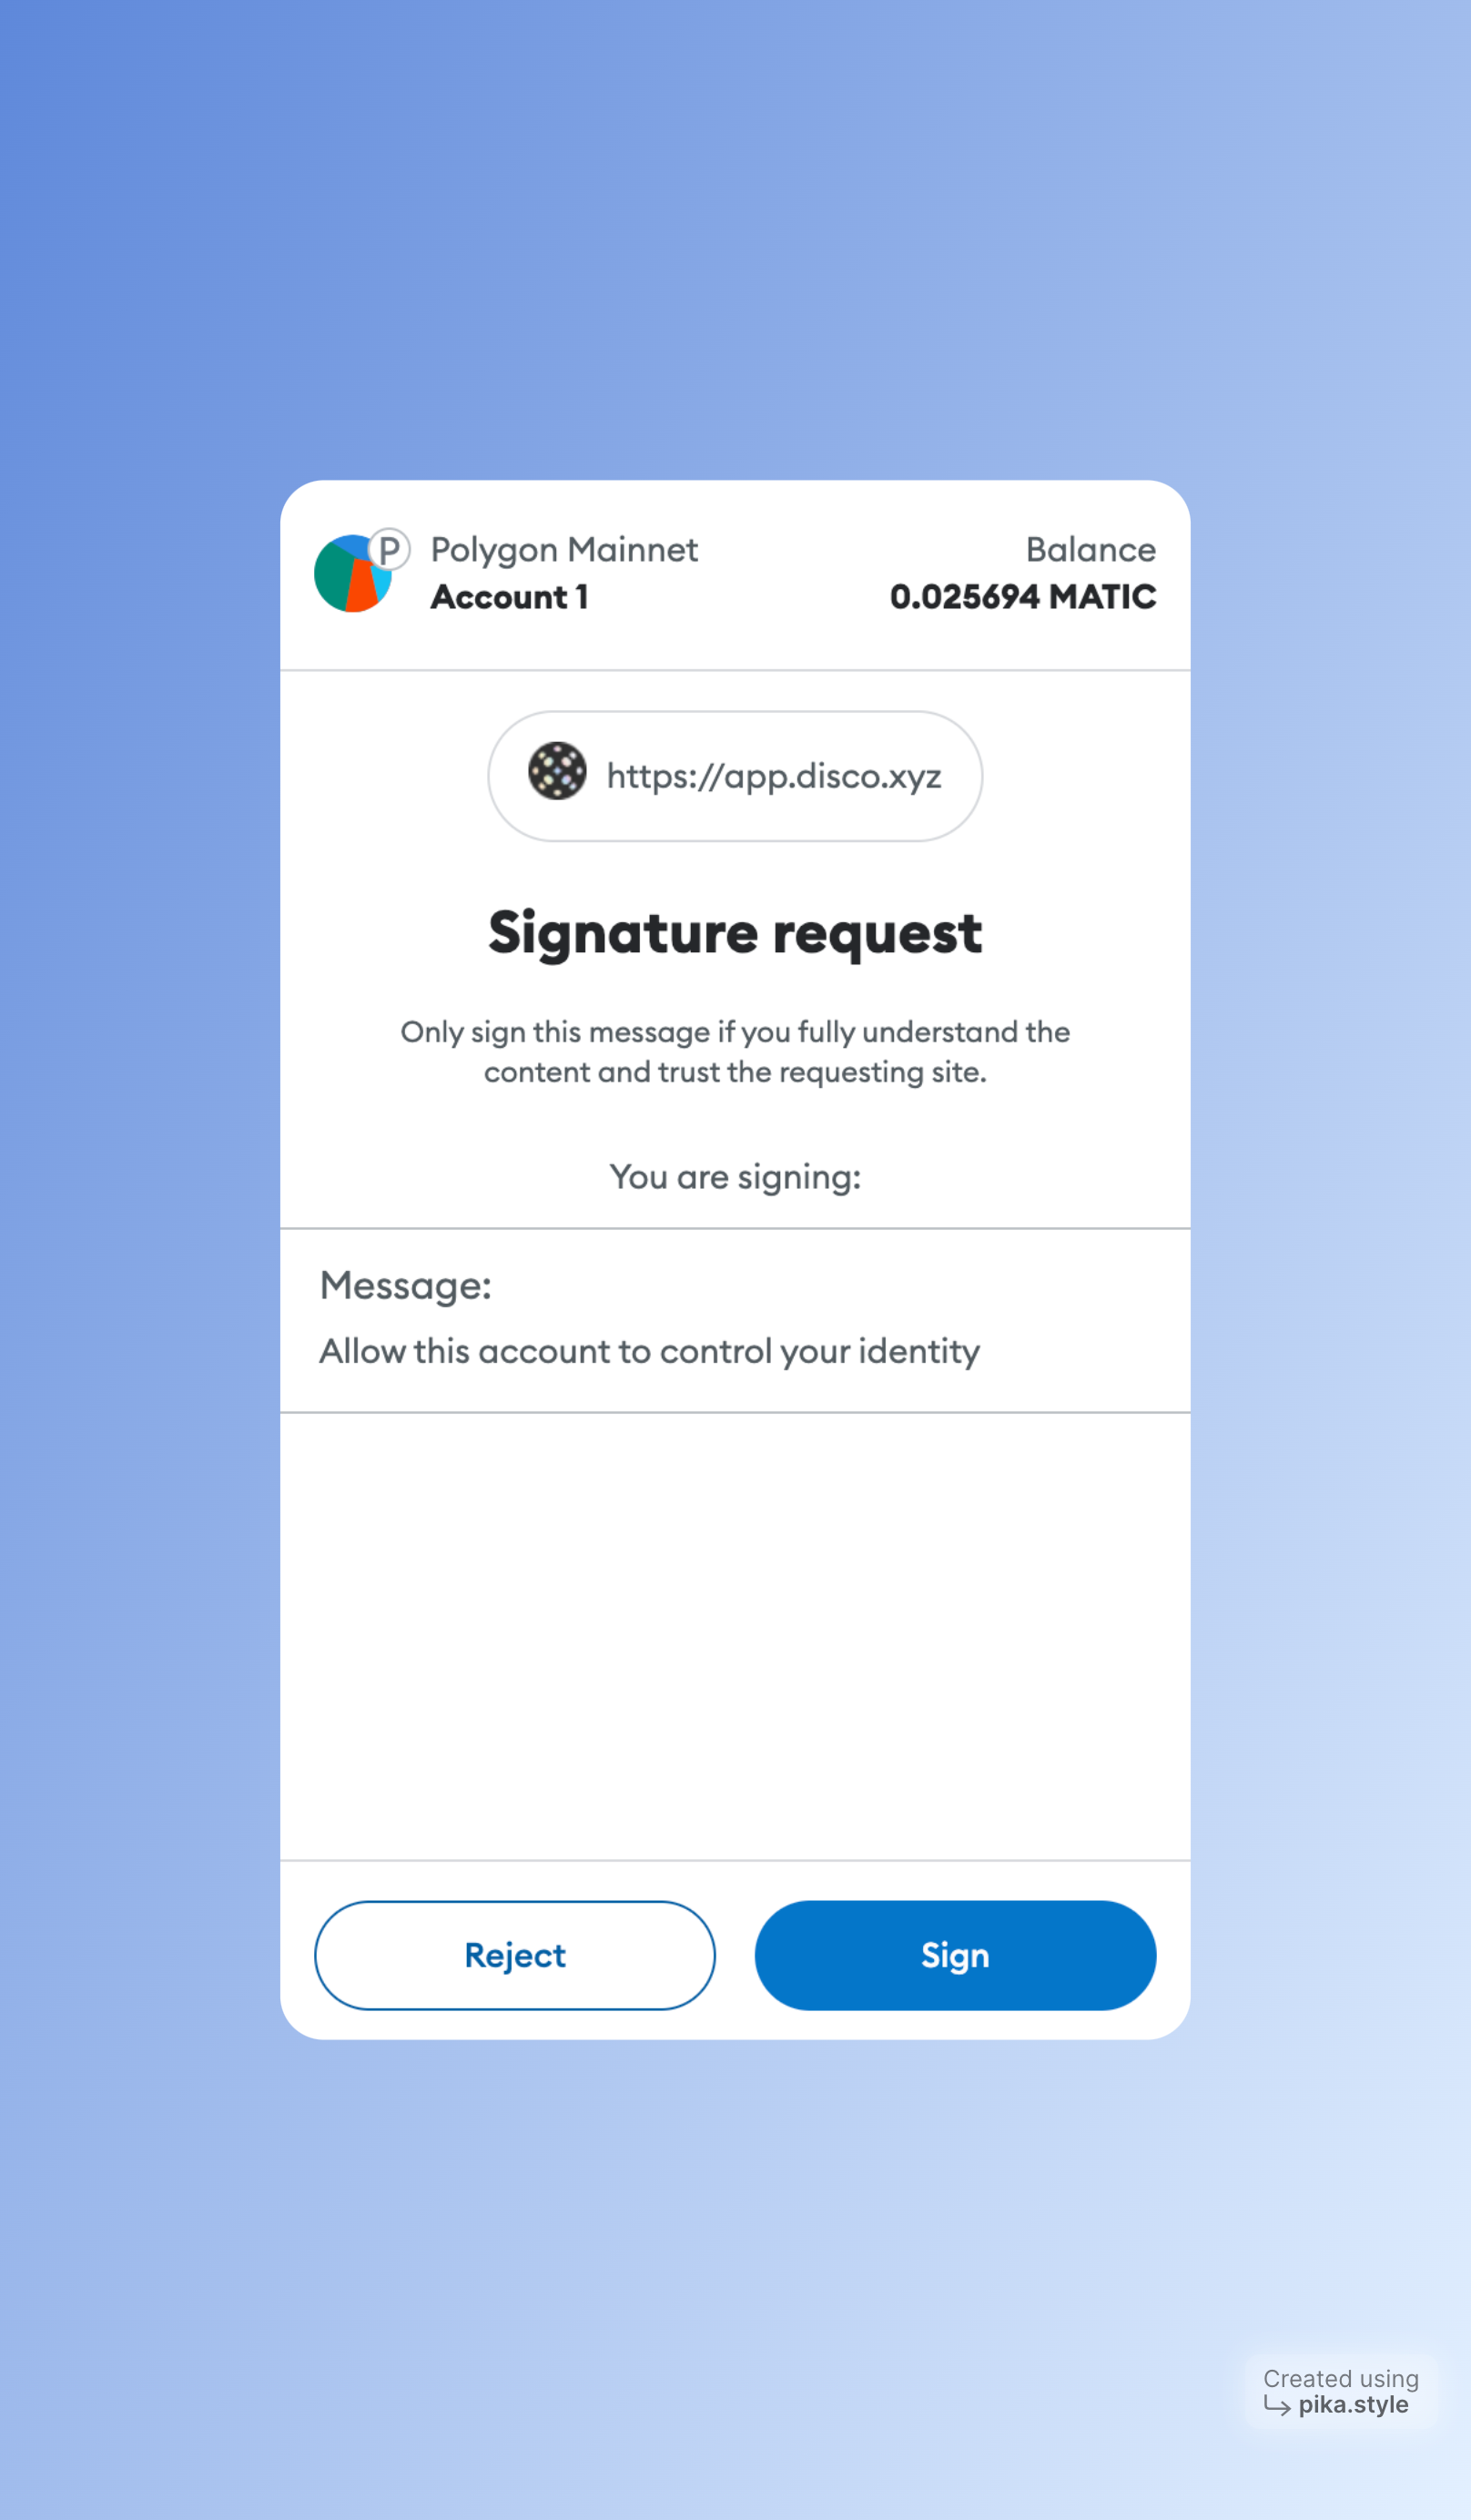 P
Polygon Mainnet
Account 1
Balance
0.025694 MATIC
https://app.disco.xyz
Signature request
Only sign this message if you fully understand the
content and trust the requesting site.
You are signing:
Message:
Allow this account to control your identity
Reject
Sign
Created using
pika.style